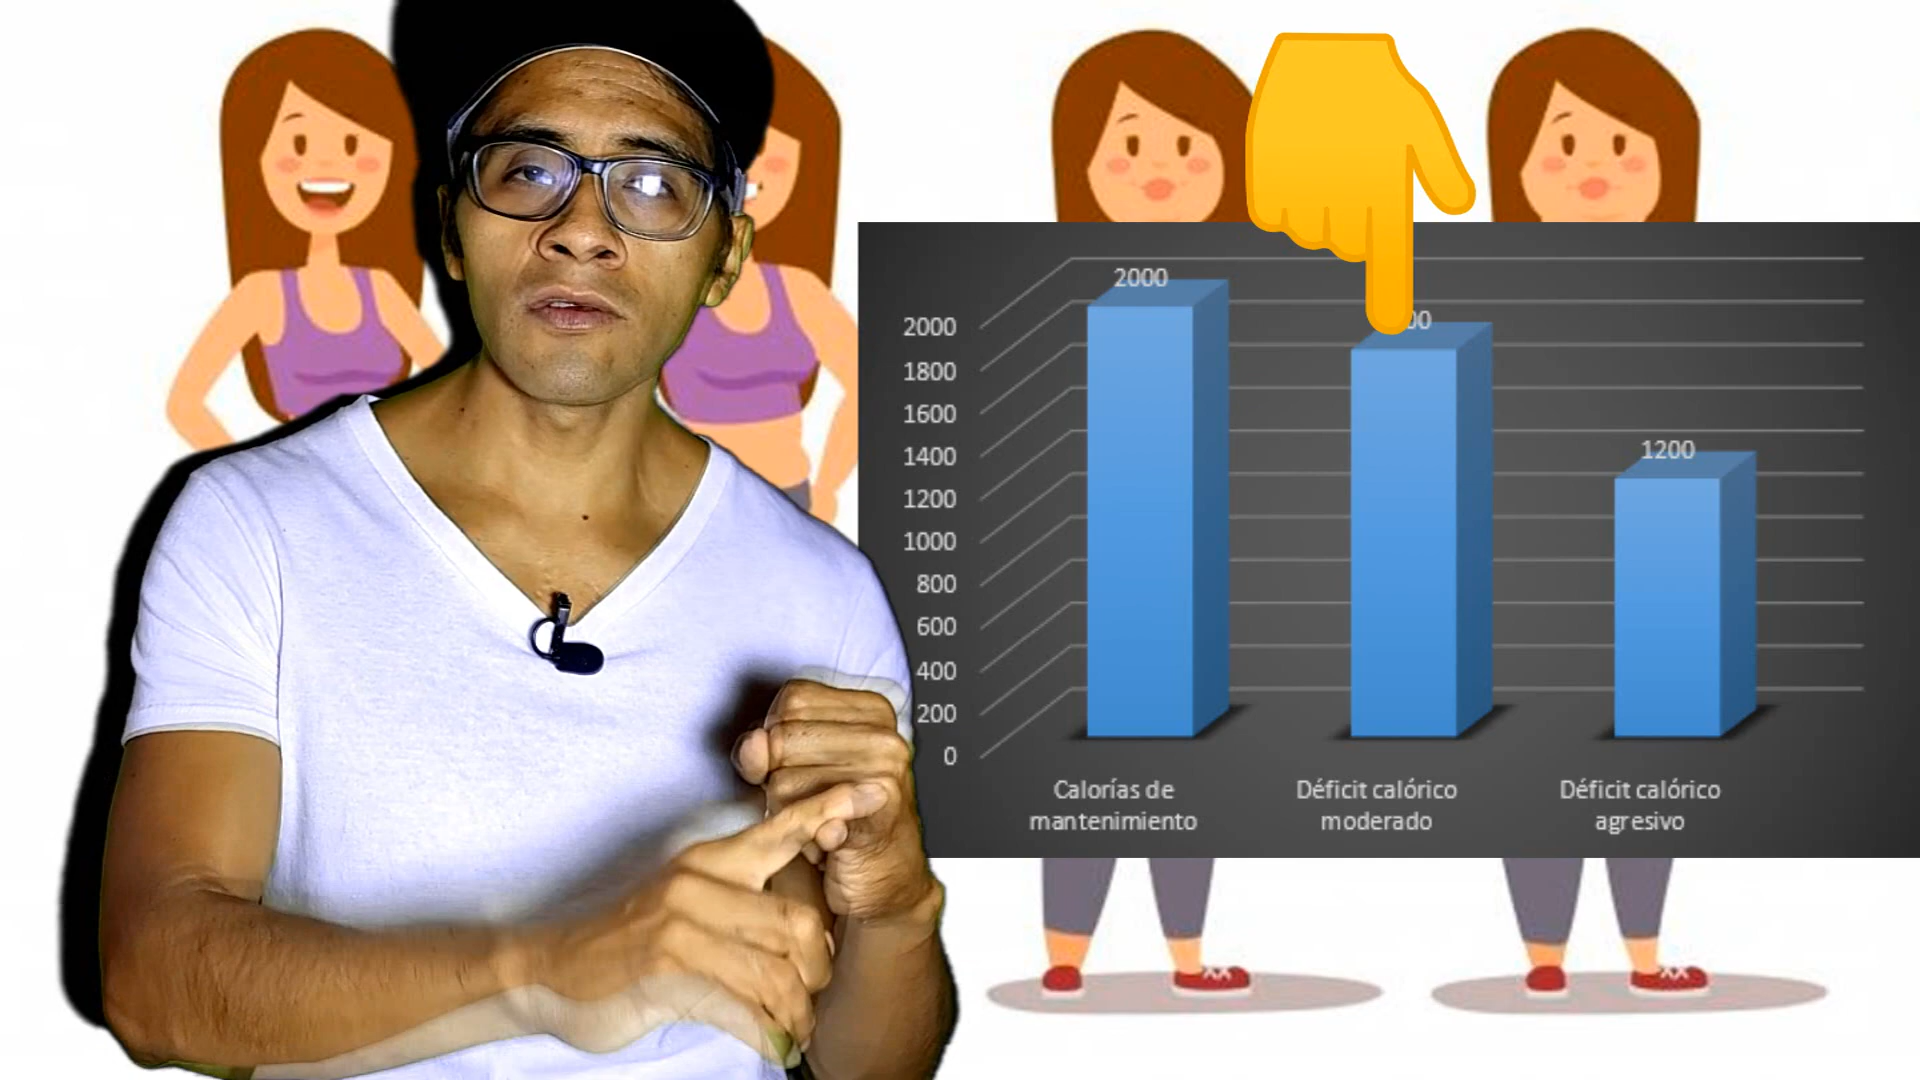 2000
00
1200
2000
1800
1600
1400
1200
1000
800
600
400
200
0
Calorías de
mantenimiento
Déficit calórico
moderado
Déficit calórico
agresivo